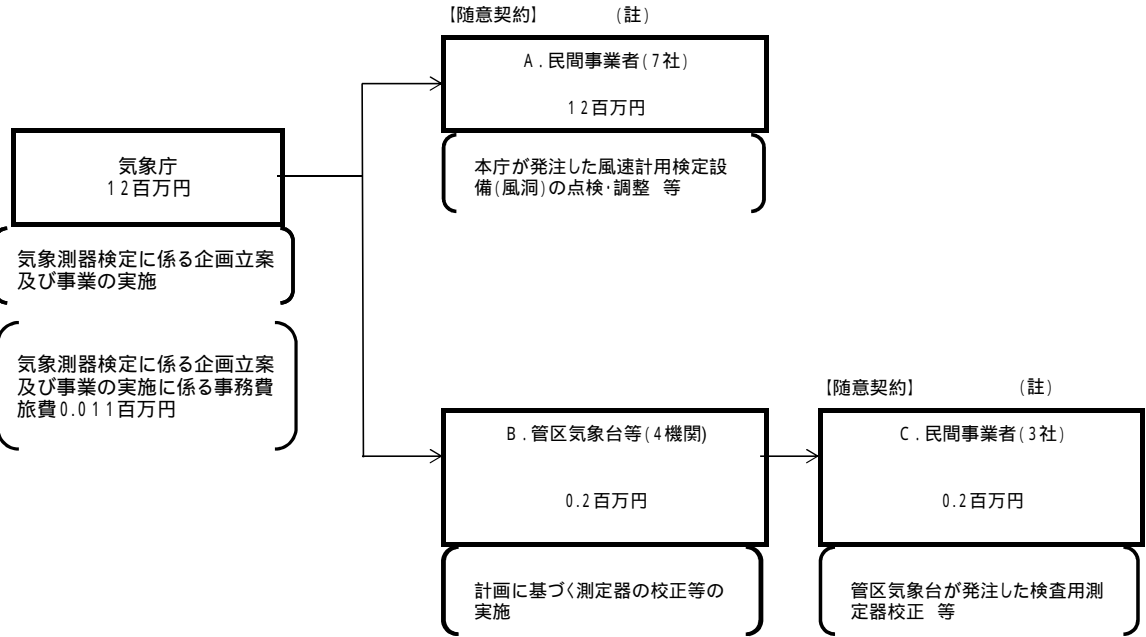 【随意契約】 (註)
A.民間事業者(7社)
12百万円
本庁が発注した風速計用検定設
備(風洞)の点検・調整 等
気象庁
12百万円
気象測器検定に係る企画立案
及び事業の実施
気象測器検定に係る企画立案
及び事業の実施に係る事務費
旅費0.011百万円
B.管区気象台等(4機関)
0.2百万円
計画に基づく測定器の校正等の
実施
【随意契約】 (註)
C.民間事業者(3社)
0.2百万円
管区気象台が発注した検査用測
定器校正 等